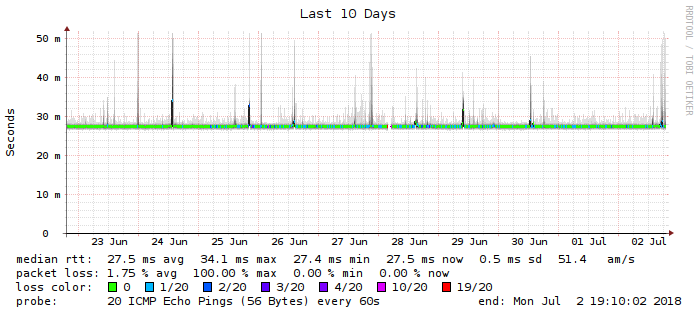 Last 10 Days
RRDTOOL / TOBI OETIKER
Seconds
50 m
40 m
30 m
20 m
10 m
0
23 Jun 24 Jun 25 Jun 26 Jun 27 Jun 28 Jun 29 Jun 30 Jun 01 Jul 02 Jul
median rtt: 27.5 ms avg 34.1 ms max 27.4 ms min 27.5 ms now 0.5 ms sd 51.4 am/s
packet loss: 1.75 % avg 100.00 % max 0.00 % min 0.00 % now
loss color: 0 1/20 2/20 3/20 4/20 10/20 19/20
probe: 20 ICMP Echo Pings (56 Bytes) every 60s end: Mon Jul 2 19:10:02 2018